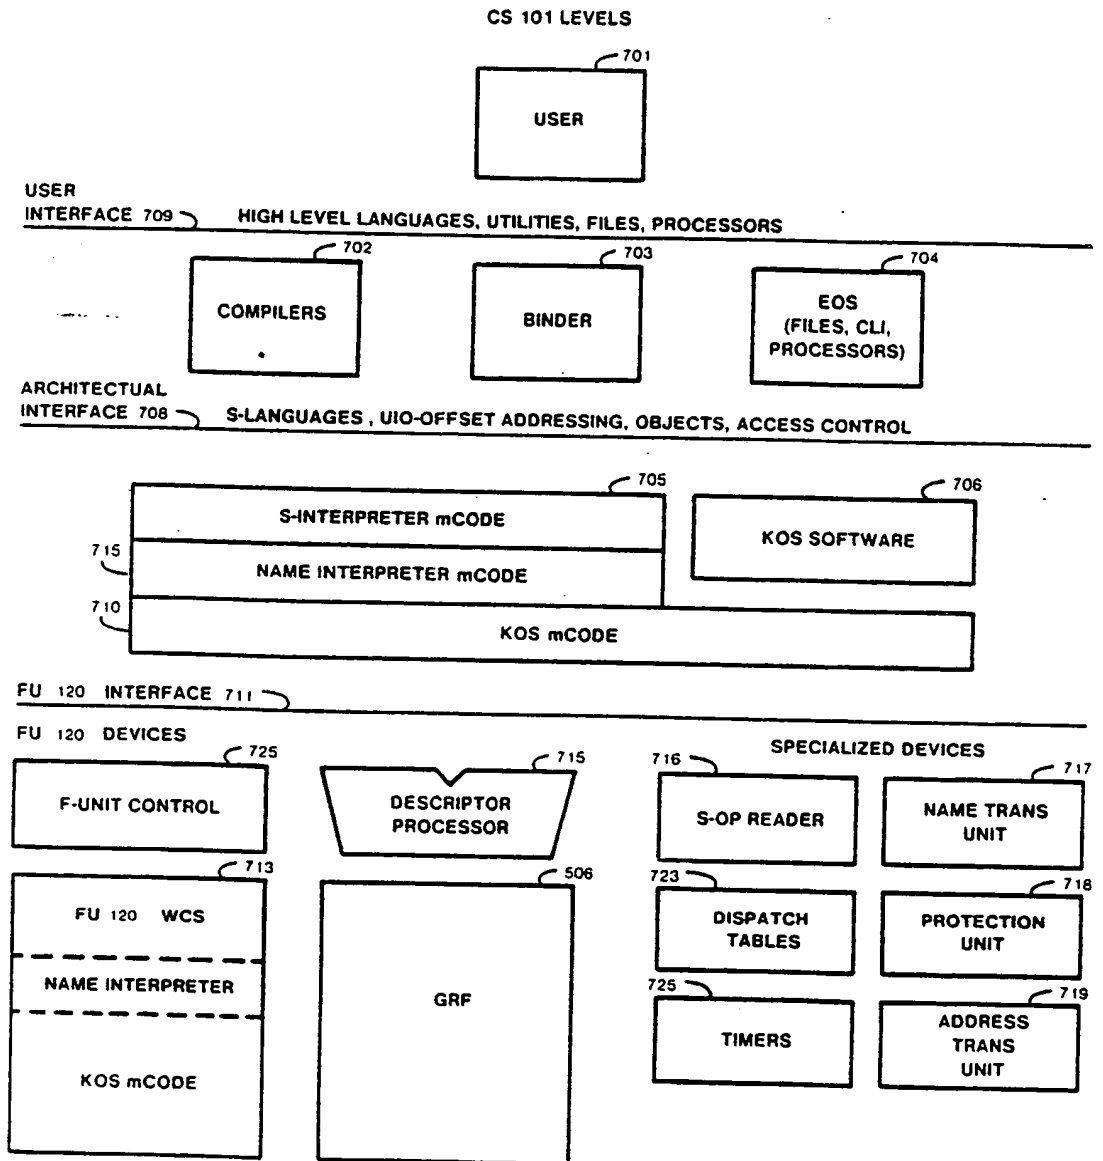 CS 101 LEVELS
701
USER
USER
INTERFACE 709
HIGH LEVEL LANGUAGES, UTILITIES, FILES, PROCESSORS
702
COMPILERS
703
BINDER
704
EOS
(FILES, CLI,
PROCESSORS)
ARCHITECTUAL
INTERFACE 708
S-LANGUAGES , UIO-OFFSET ADDRESSING, OBJECTS, ACCESS CONTROL
705
S-INTERPRETER mCODE
706
KOS SOFTWARE
715
NAME INTERPRETER mCODE
710
KOS mCODE
FU 120 INTERFACE 711
FU 120 DEVICES
SPECIALIZED DEVICES
725
F-UNIT CONTROL
715
DESCRIPTOR
PROCESSOR
716
S-OP READER
717
NAME TRANS
UNIT
713
FU 120 WCS
NAME INTERPRETER
KOS mCODE
506
GRF
723
DISPATCH
TABLES
718
PROTECTION
UNIT
725
TIMERS
719
ADDRESS
TRANS
UNIT